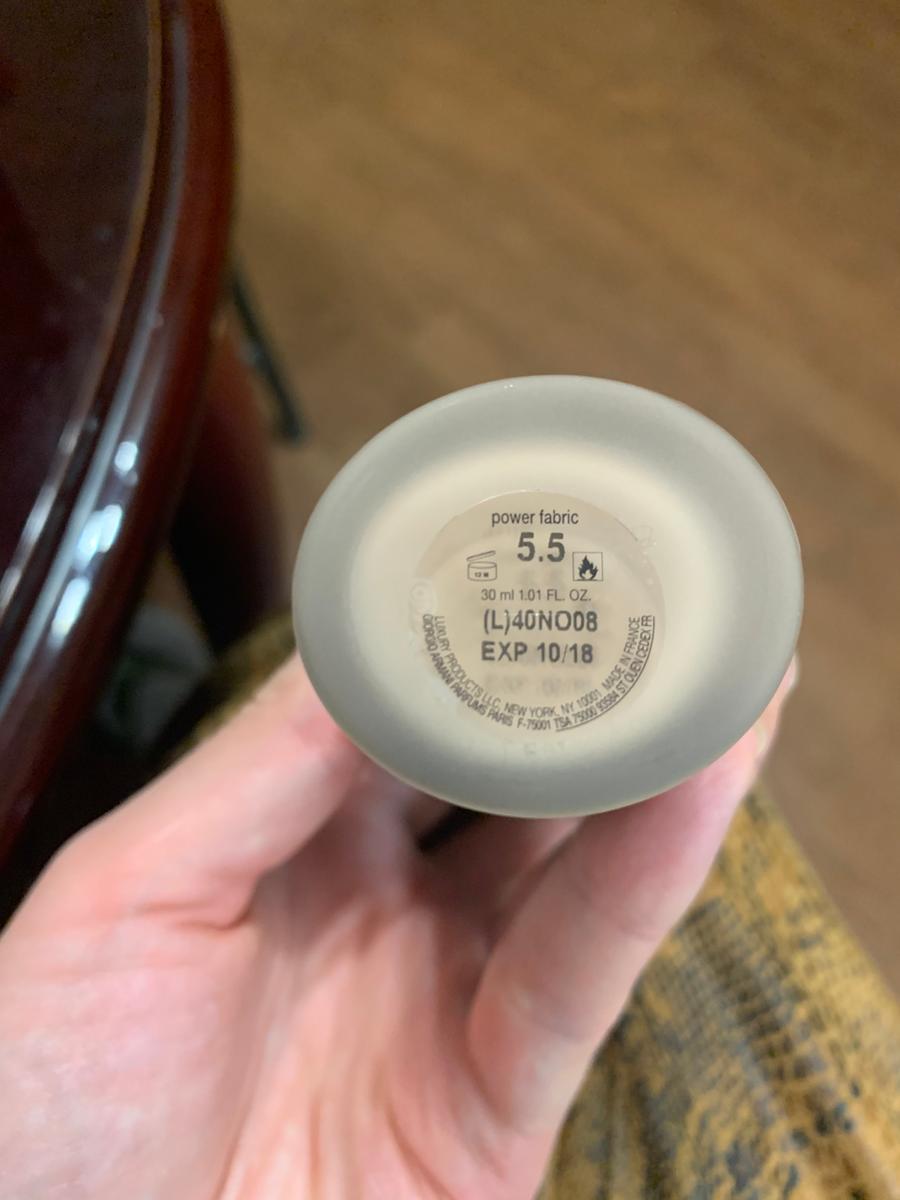 power fabric
5.5
12 M
30 ml 1.01 FL. OZ.
(L)40NO08
EXP 10/18
LUXURY PRODUCTS LLC, NEW YORK, NY 10001 MADE IN FRANCE
GIORGIO ARMANI PARFUMS PARIS F-75001 TSA 75000 93584 ST OUEN CEDEX FR